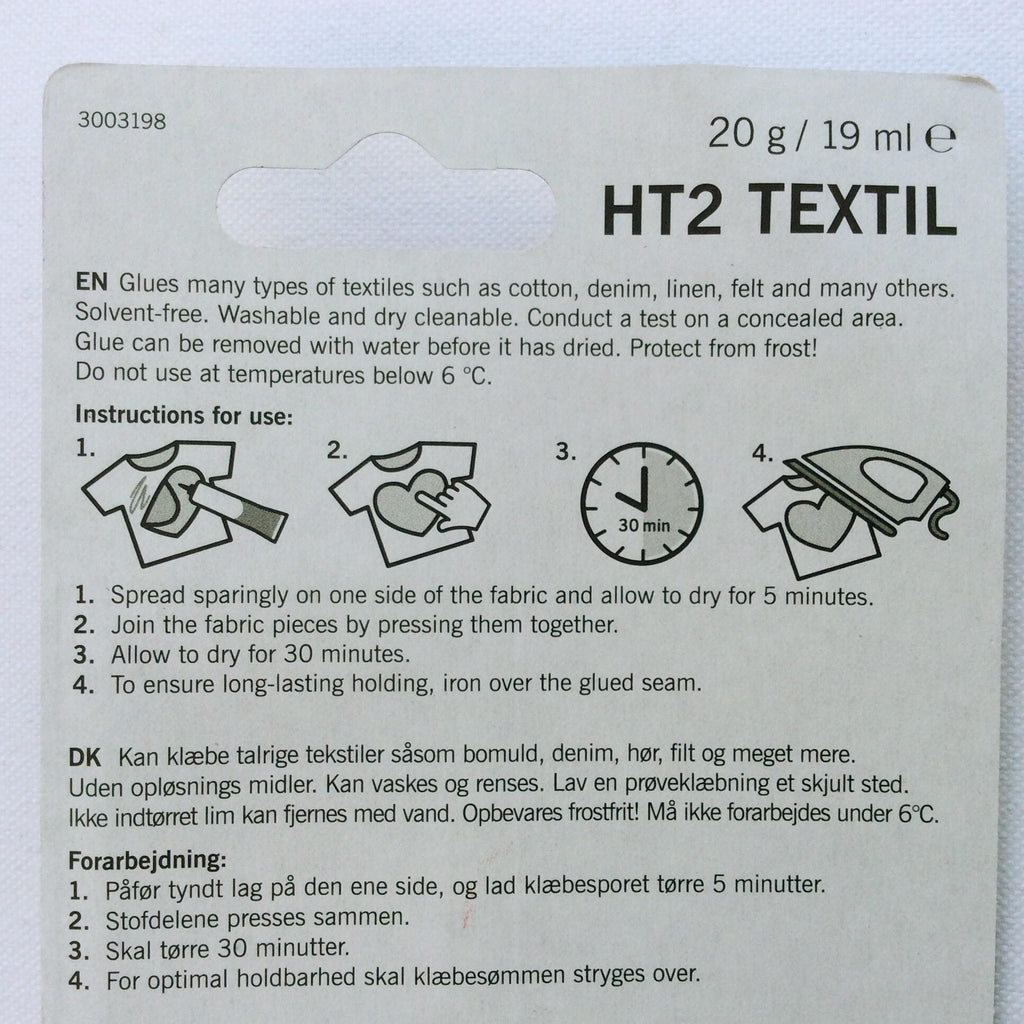 3003198
20 g / 19 ml ℮
HT2 TEXTIL
EN Glues many types of textiles such as cotton, denim, linen, felt and many others.
Solvent-free. Washable and dry cleanable. Conduct a test on a concealed area.
Glue can be removed with water before it has dried. Protect from frost!
Do not use at temperatures below 6 °C.
Instructions for use:
1. 2. 3. 4.
30 min
1. Spread sparingly on one side of the fabric and allow to dry for 5 minutes.
2. Join the fabric pieces by pressing them together.
3. Allow to dry for 30 minutes.
4. To ensure long-lasting holding, iron over the glued seam.
DK Kan klæbe talrige tekstiler såsom bomuld, denim, hør, filt og meget mere.
Uden opløsnings midler. Kan vaskes og renses. Lav en prøveklæbning et skjult sted.
Ikke indtørret lim kan fjernes med vand. Opbevares frostfrit! Må ikke forarbejdes under 6°C.
Forarbejdning:
1. Påfør tyndt lag på den ene side, og lad klæbesporet tørre 5 minutter.
2. Stofdelene presses sammen.
3. Skal tørre 30 minutter.
4. For optimal holdbarhed skal klæbesømmen stryges over.